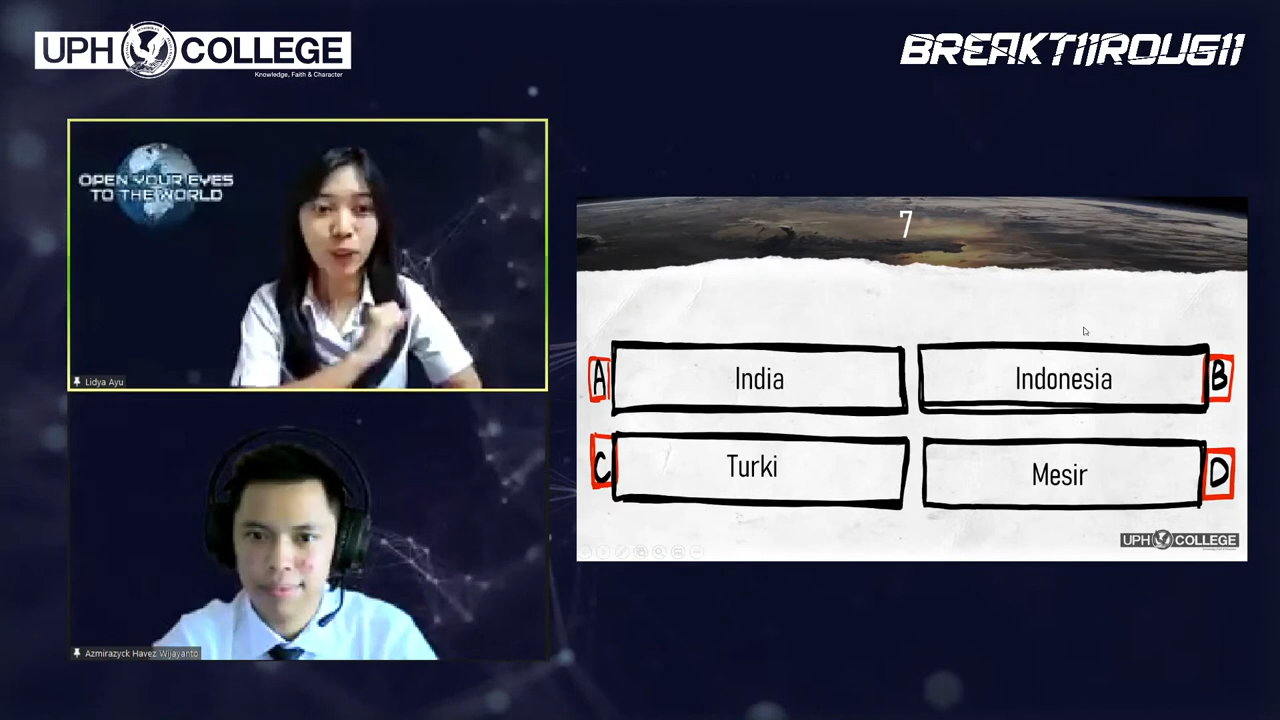 UPH COLLEGE
Knowledge, Faith & Character
BREAKT11ROUG11
OPEN YOUR EYES
TO THE WORLD
Lidya Ayu
Azmirazyck Havez Wijayanto
7
A India
Indonesia B
C Turki
Mesir D
UPH COLLEGE